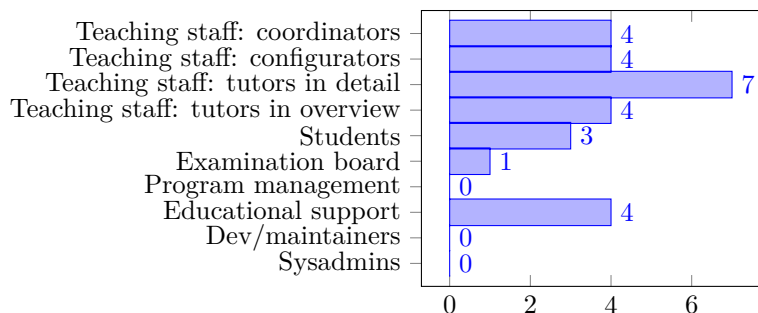 Teaching staff: coordinators 4
Teaching staff: configurators 4
Teaching staff: tutors in detail 7
Teaching staff: tutors in overview 4
Students 3
Examination board 1
Program management 0
Educational support 4
Dev/maintainers 0
Sysadmins 0
0 2 4 6